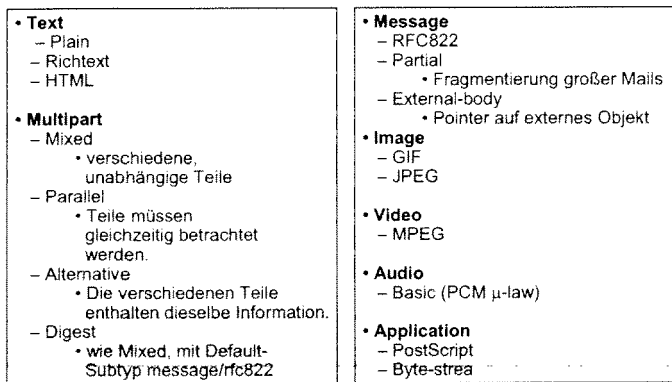 • Text
– Plain
– Richtext
– HTML
• Multipart
– Mixed
• verschiedene,
unabhängige Teile
– Parallel
• Teile müssen
gleichzeitig betrachtet
werden.
– Alternative
• Die verschiedenen Teile
enthalten dieselbe Information.
– Digest
• wie Mixed, mit Default-
Subtyp message/rfc822
• Message
– RFC822
– Partial
• Fragmentierung großer Mails
– External-body
• Pointer auf externes Objekt
• Image
– GIF
– JPEG
• Video
– MPEG
• Audio
– Basic (PCM μ-law)
• Application
– PostScript
– Byte-strea